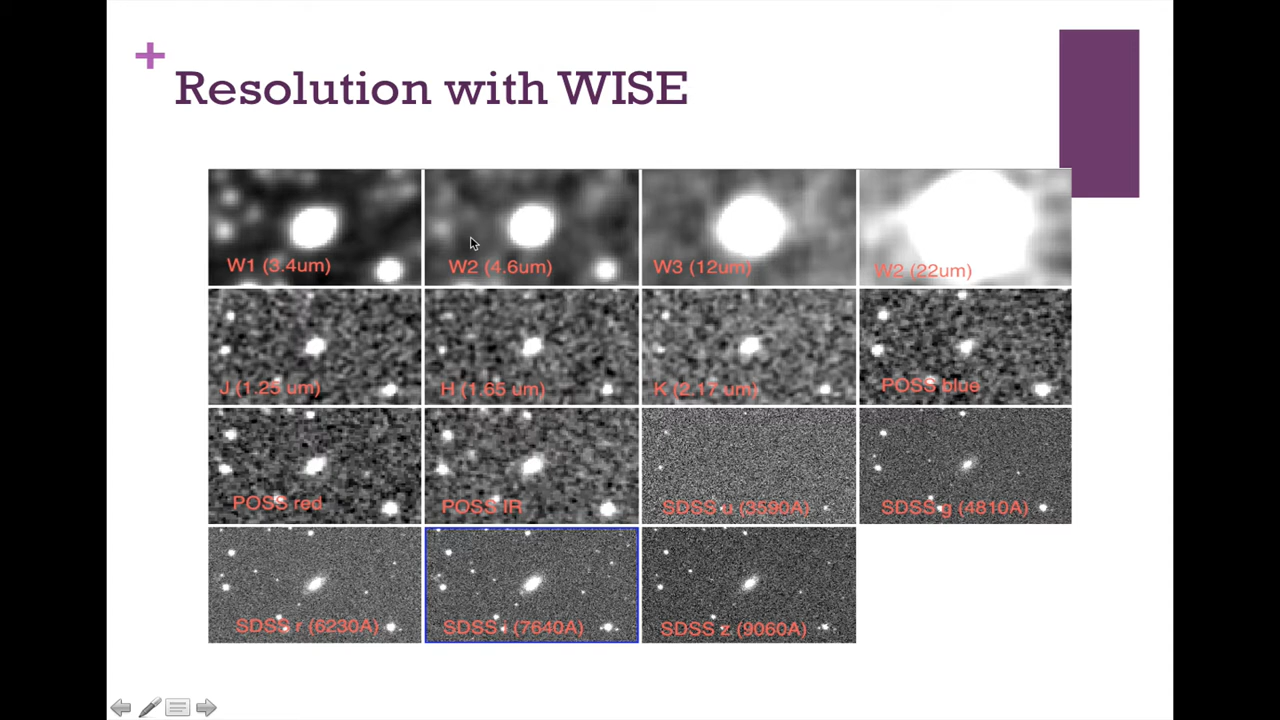 +
Resolution with WISE
W1 (3.4um)
W2 (4.6um)
W3 (12um)
W2 (22um)
J (1.25 um)
H (1.65 um)
K (2.17 um)
POSS blue
POSS red
POSS IR
SDSS u (3590A)
SDSS g (4810A)
SDSS r (6230A)
SDSS i (7640A)
SDSS z (9060A)